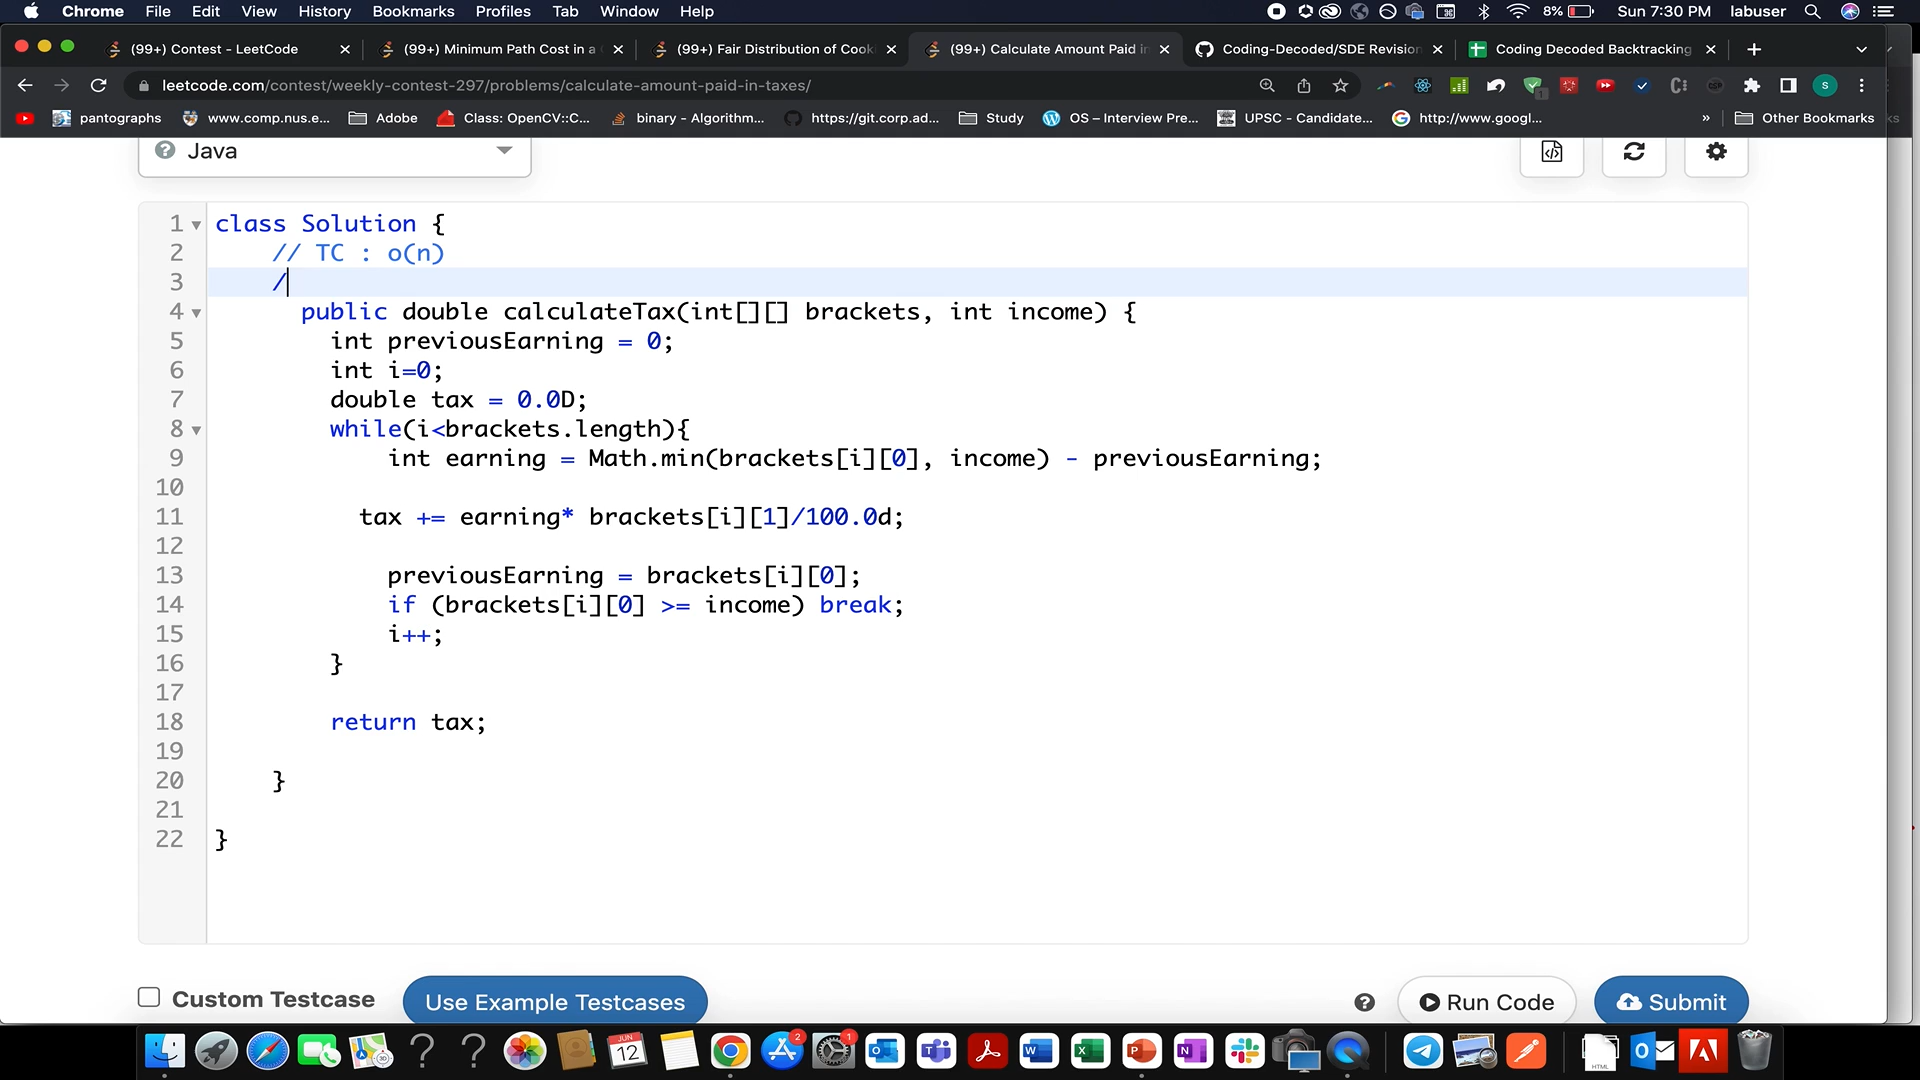 Chrome File Edit View History Bookmarks Profiles Tab Window Help 8% Sun 7:30 PM labuser
(99+) Contest - LeetCode (99+) Minimum Path Cost in a (99+) Fair Distribution of Cook (99+) Calculate Amount Paid in Coding-Decoded/SDE Revision Coding Decoded Backtracking
leetcode.com/contest/weekly-contest-297/problems/calculate-amount-paid-in-taxes/
pantographs www.comp.nus.e... Adobe Class: OpenCV::C... binary - Algorithm... https://git.corp.ad... Study OS – Interview Pre... UPSC - Candidate... http://www.googl... » Other Bookmarks
Java
1 class Solution {
2 // TC : o(n)
3 /
4 public double calculateTax(int[][] brackets, int income) {
5 int previousEarning = 0;
6 int i=0;
7 double tax = 0.0D;
8 while(i<brackets.length){
9 int earning = Math.min(brackets[i][0], income) - previousEarning;
10
11 tax += earning* brackets[i][1]/100.0d;
12
13 previousEarning = brackets[i][0];
14 if (brackets[i][0] >= income) break;
15 i++;
16 }
17
18 return tax;
19
20 }
21
22 }
Custom Testcase Use Example Testcases Run Code Submit
JUN
12
2
1